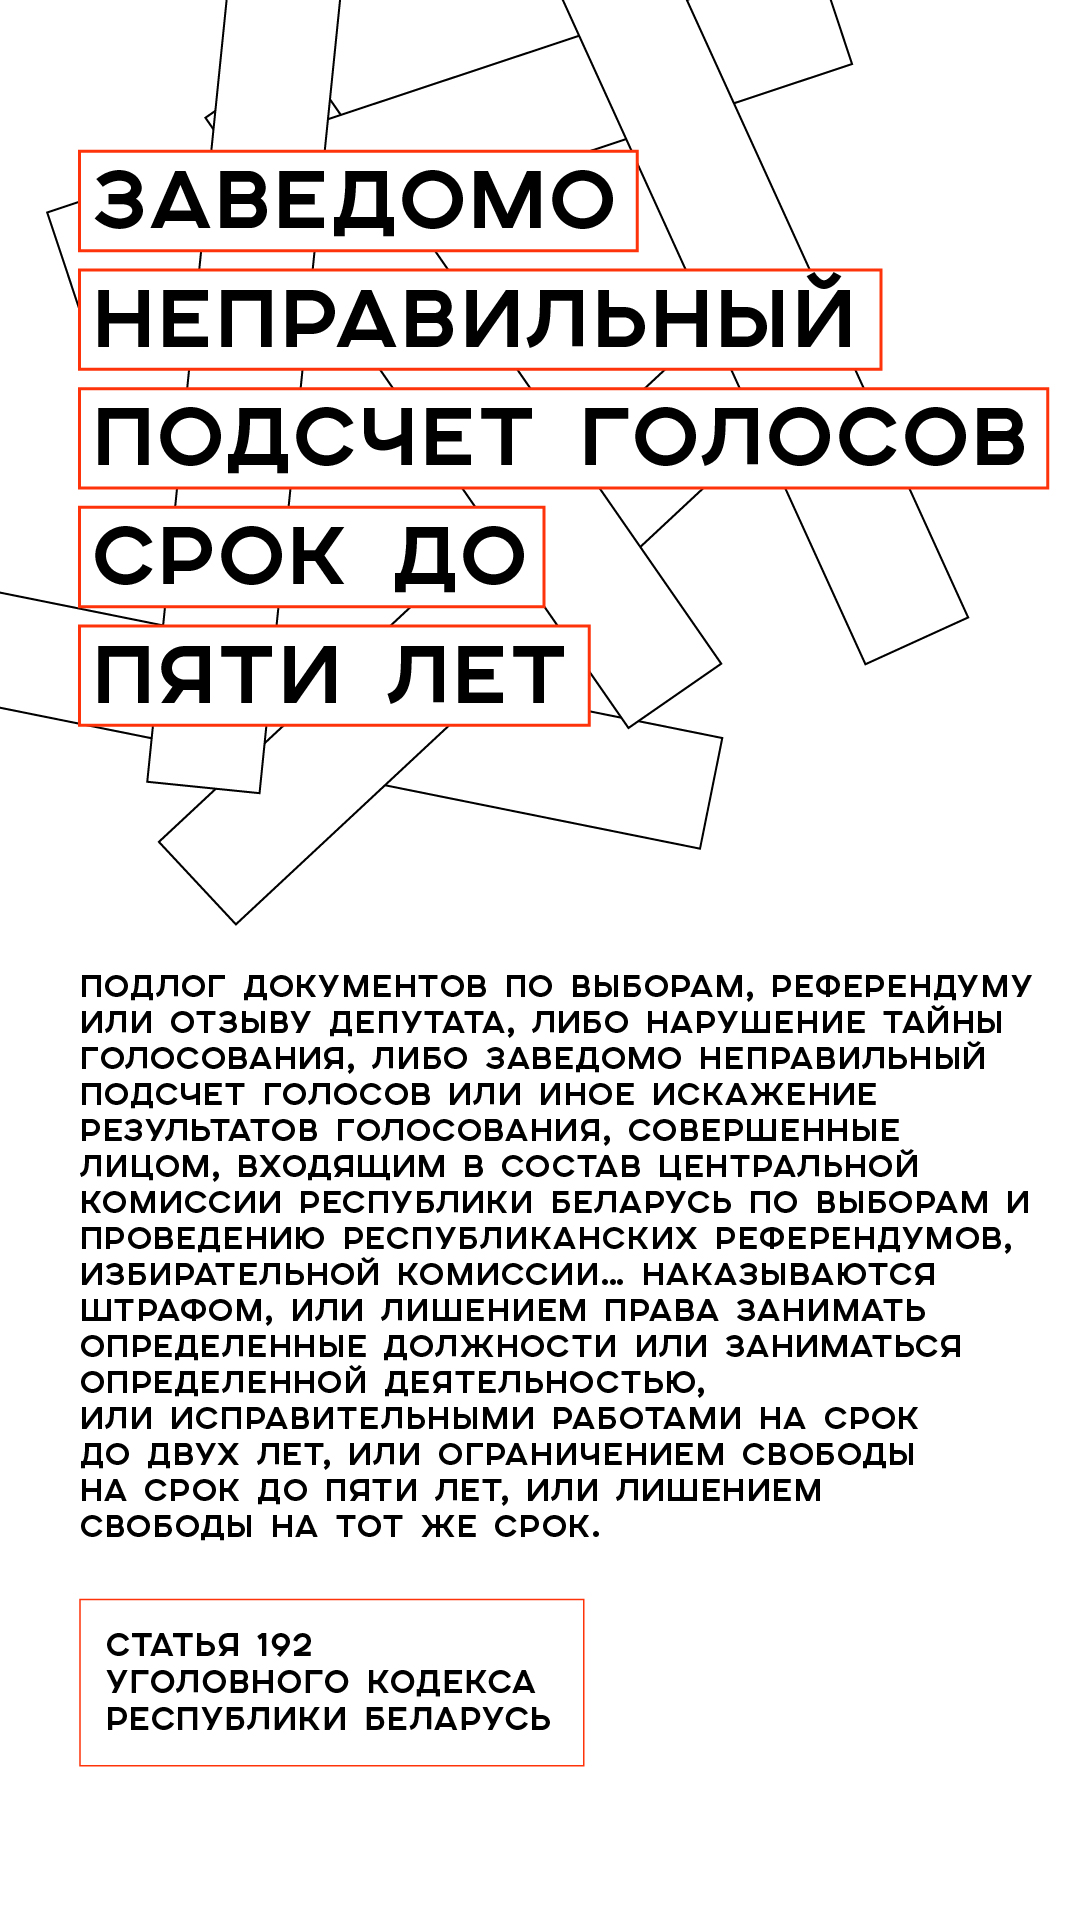 ЗАВЕДОМО
НЕПРАВИЛЬНЫЙ
ПОДСЧЕТ ГОЛОСОВ
СРОК ДО
ПЯТИ ЛЕТ
ПОДЛОГ ДОКУМЕНТОВ ПО ВЫБОРАМ, РЕФЕРЕНДУМУ
ИЛИ ОТЗЫВУ ДЕПУТАТА, ЛИБО НАРУШЕНИЕ ТАЙНЫ
ГОЛОСОВАНИЯ, ЛИБО ЗАВЕДОМО НЕПРАВИЛЬНЫЙ
ПОДСЧЕТ ГОЛОСОВ ИЛИ ИНОЕ ИСКАЖЕНИЕ
РЕЗУЛЬТАТОВ ГОЛОСОВАНИЯ, СОВЕРШЕННЫЕ
ЛИЦОМ, ВХОДЯЩИМ В СОСТАВ ЦЕНТРАЛЬНОЙ
КОМИССИИ РЕСПУБЛИКИ БЕЛАРУСЬ ПО ВЫБОРАМ И
ПРОВЕДЕНИЮ РЕСПУБЛИКАНСКИХ РЕФЕРЕНДУМОВ,
ИЗБИРАТЕЛЬНОЙ КОМИССИИ... НАКАЗЫВАЮТСЯ
ШТРАФОМ, ИЛИ ЛИШЕНИЕМ ПРАВА ЗАНИМАТЬ
ОПРЕДЕЛЕННЫЕ ДОЛЖНОСТИ ИЛИ ЗАНИМАТЬСЯ
ОПРЕДЕЛЕННОЙ ДЕЯТЕЛЬНОСТЬЮ,
ИЛИ ИСПРАВИТЕЛЬНЫМИ РАБОТАМИ НА СРОК
ДО ДВУХ ЛЕТ, ИЛИ ОГРАНИЧЕНИЕМ СВОБОДЫ
НА СРОК ДО ПЯТИ ЛЕТ, ИЛИ ЛИШЕНИЕМ
СВОБОДЫ НА ТОТ ЖЕ СРОК.
СТАТЬЯ 192
УГОЛОВНОГО КОДЕКСА
РЕСПУБЛИКИ БЕЛАРУСЬ